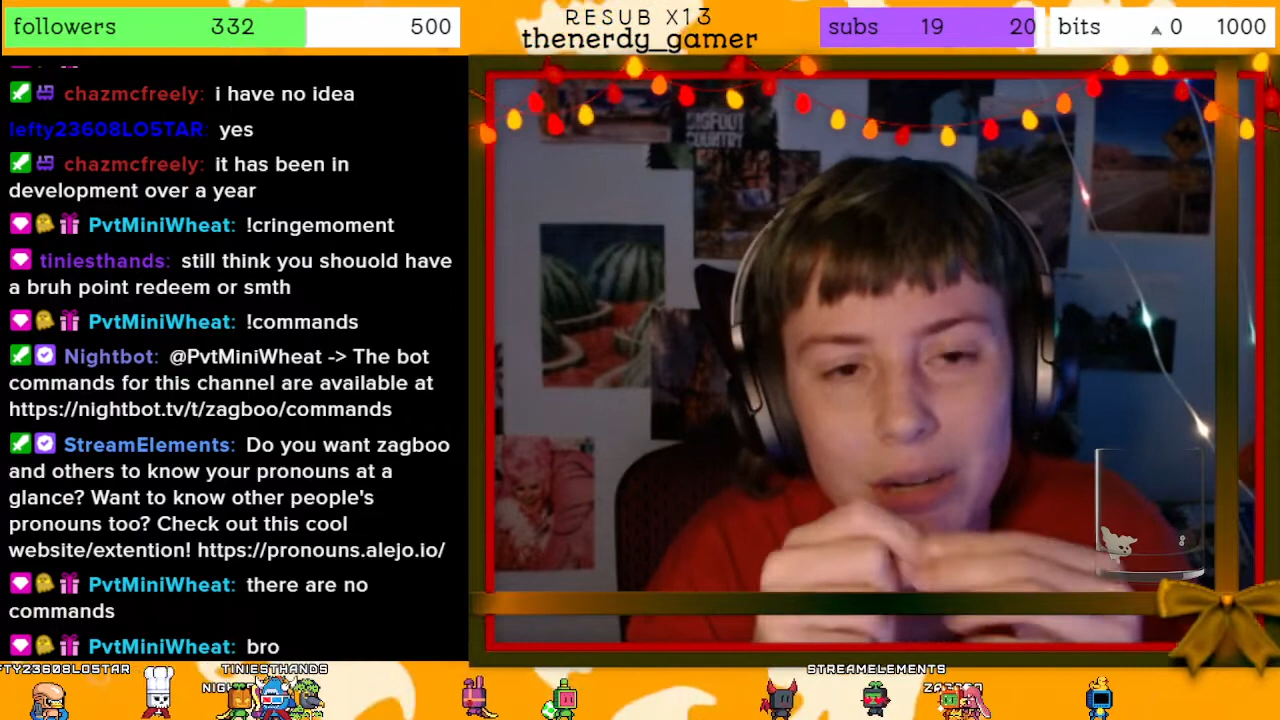 followers 332 500
RESUB X13
thenerdy_gamer
subs 19 20
bits 0 1000
chazmcfreely: i have no idea
lefty23608LO5TAR: yes
chazmcfreely: it has been in
development over a year
PvtMiniWheat: !cringemoment
tiniesthands: still think you shouold have
a bruh point redeem or smth
PvtMiniWheat: !commands
Nightbot: @PvtMiniWheat -> The bot
commands for this channel are available at
https://nightbot.tv/t/zagboo/commands
StreamElements: Do you want zagboo
and others to know your pronouns at a
glance? Want to know other people's
pronouns too? Check out this cool
website/extention! https://pronouns.alejo.io/
PvtMiniWheat: there are no
commands
PvtMiniWheat: bro
BIGFOOT
COUNTRY
FTY23608LO5TAR
TINIESTHANDS
STREAMELEMENTS